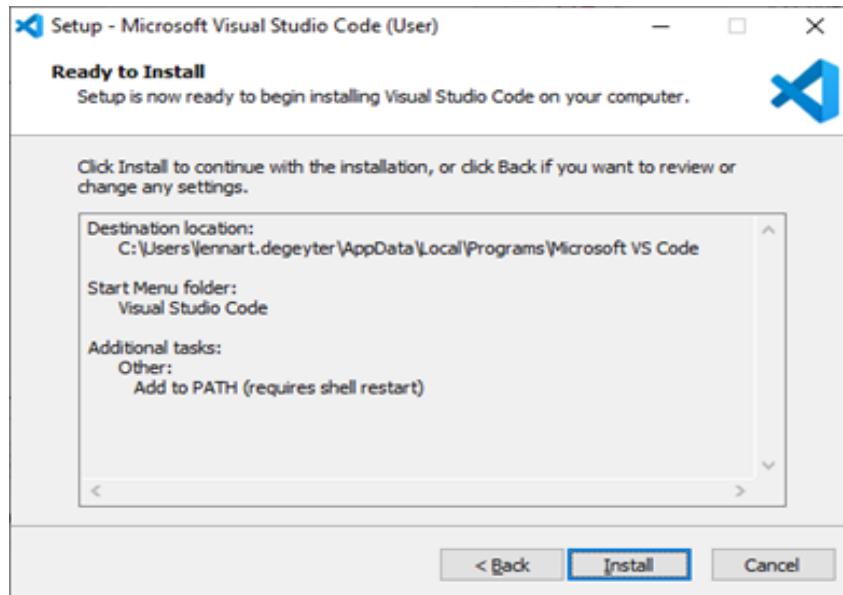 Setup - Microsoft Visual Studio Code (User)
Ready to Install
Setup is now ready to begin installing Visual Studio Code on your computer.
Click Install to continue with the installation, or click Back if you want to review or
change any settings.
Destination location:
C:\Users\lennart.degeyter\AppData\Local\Programs\Microsoft VS Code
Start Menu folder:
Visual Studio Code
Additional tasks:
Other:
Add to PATH (requires shell restart)
< Back
Install
Cancel